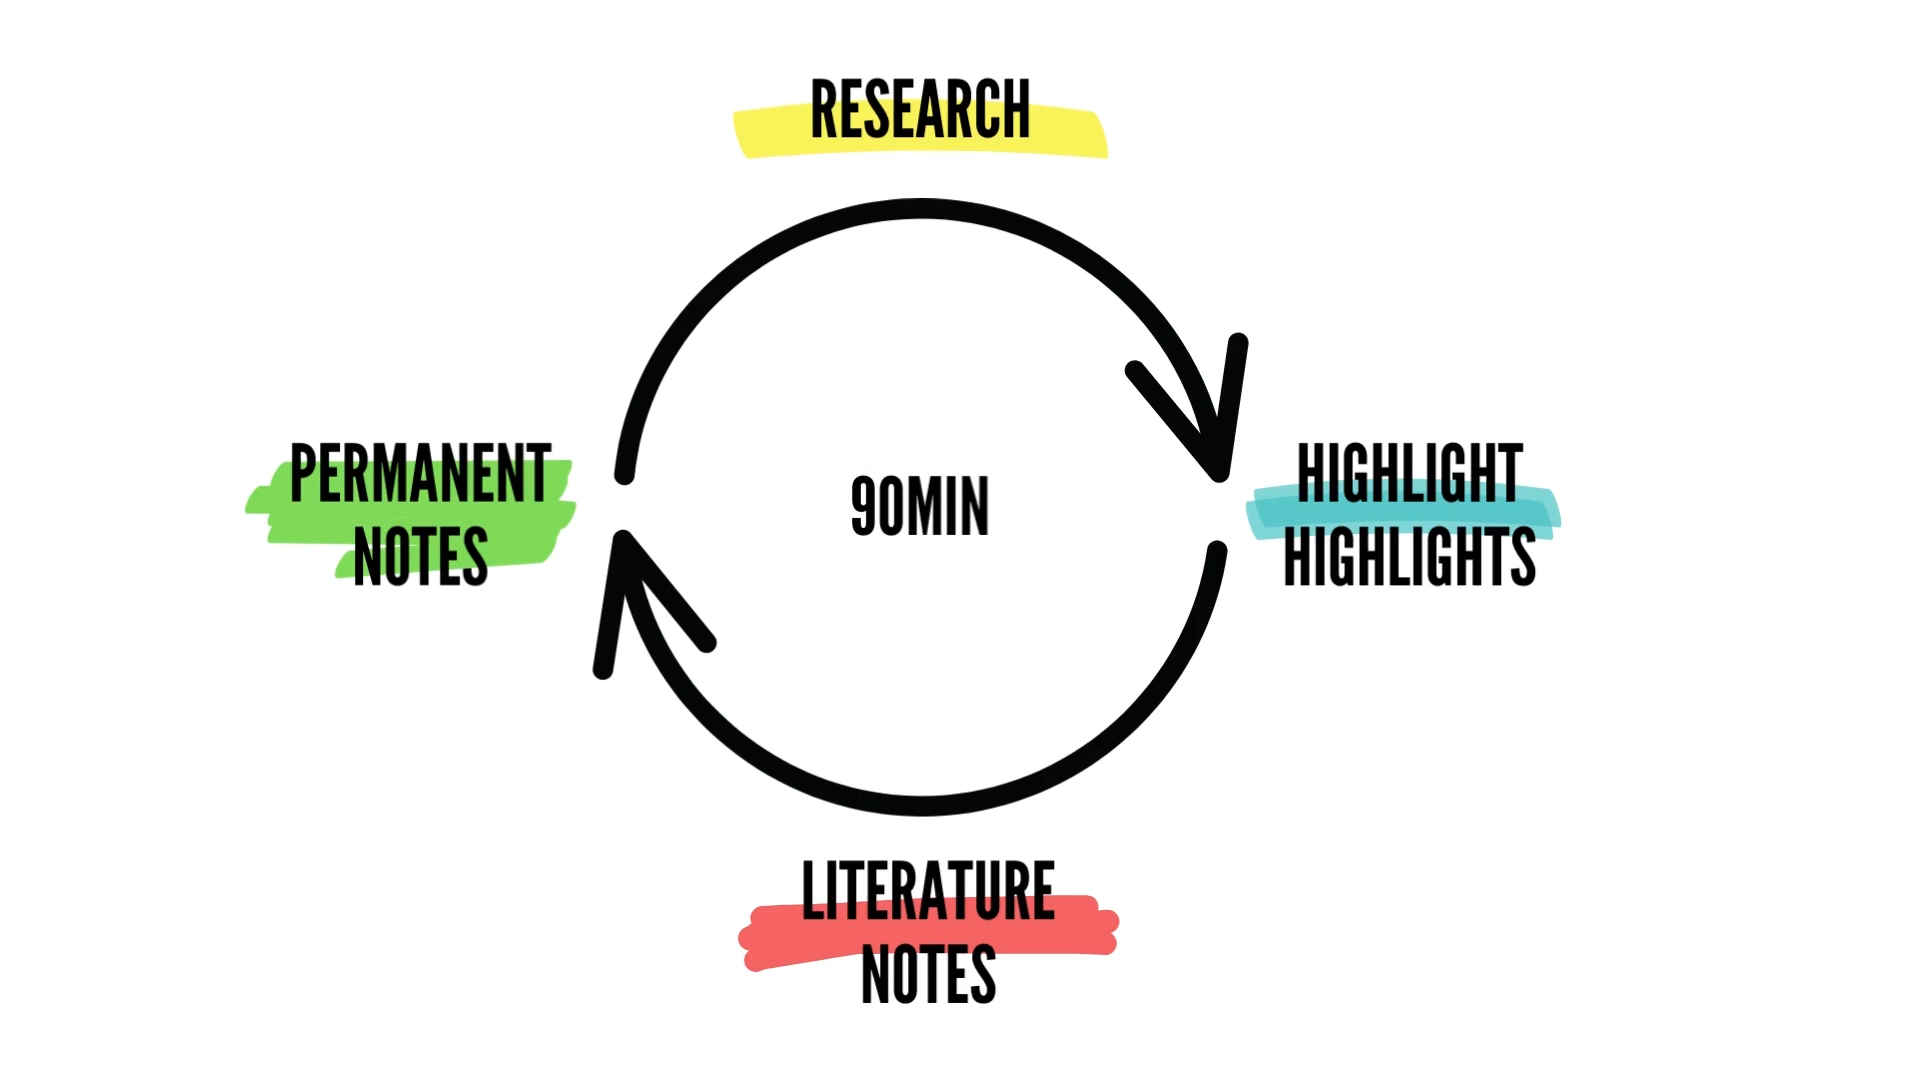 RESEARCH
PERMANENT
NOTES
90MIN
HIGHLIGHT
HIGHLIGHTS
LITERATURE
NOTES